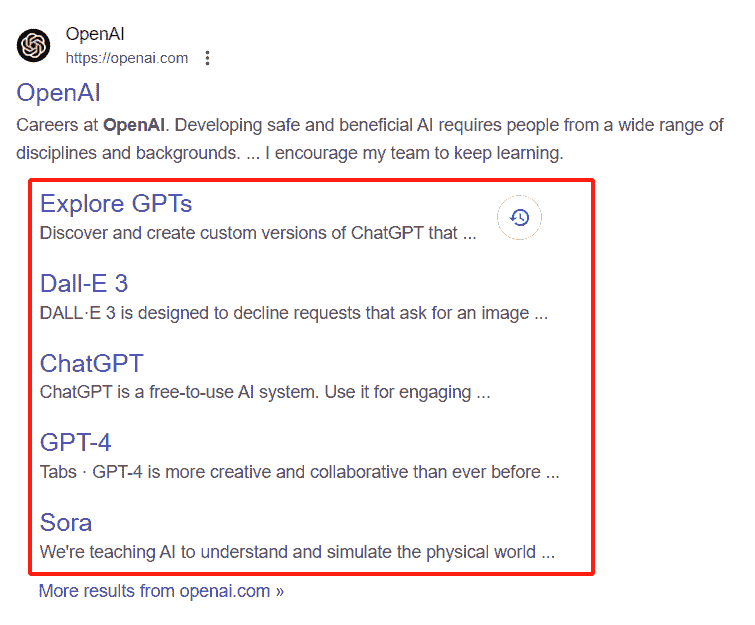 OpenAI
https://openai.com
OpenAI
Careers at OpenAI. Developing safe and beneficial AI requires people from a wide range of
disciplines and backgrounds. ... I encourage my team to keep learning.
Explore GPTs
Discover and create custom versions of ChatGPT that ...
Dall-E 3
DALL·E 3 is designed to decline requests that ask for an image ...
ChatGPT
ChatGPT is a free-to-use AI system. Use it for engaging ...
GPT-4
Tabs · GPT-4 is more creative and collaborative than ever before ...
Sora
We're teaching AI to understand and simulate the physical world ...
More results from openai.com »